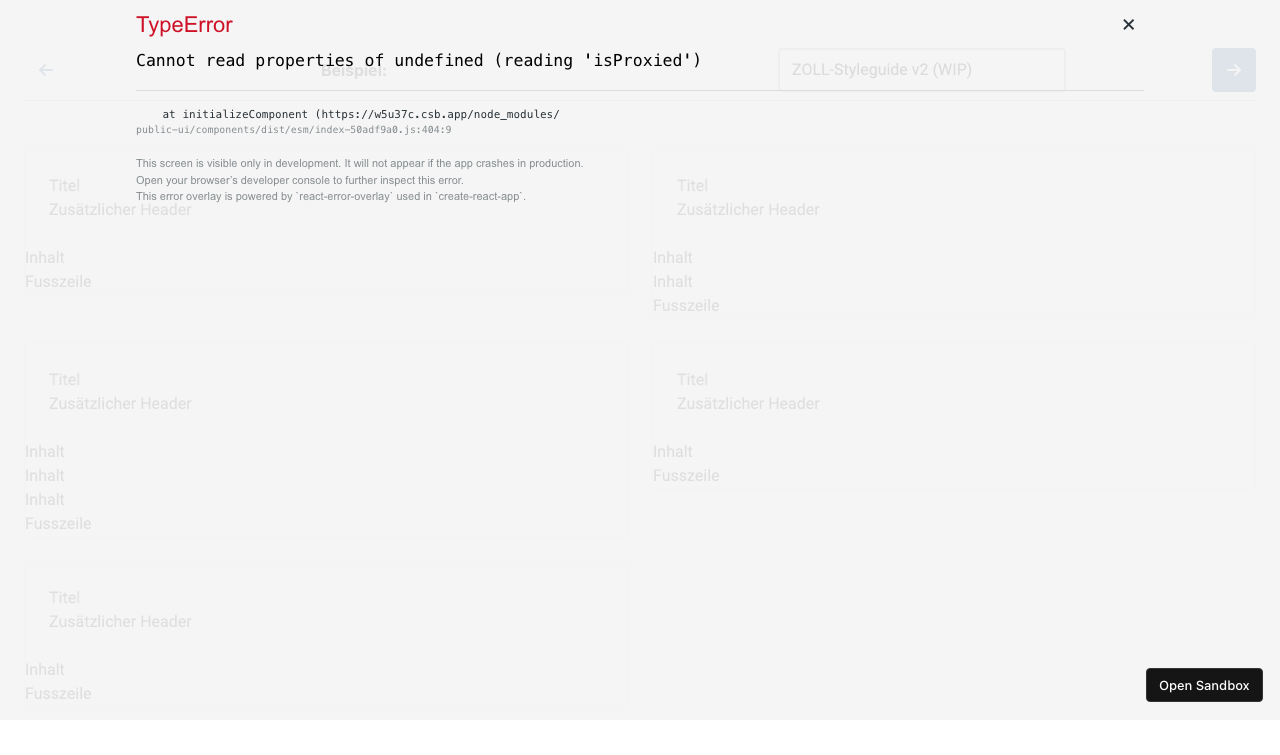 TypeError
✕
Cannot read properties of undefined (reading 'isProxied')
← Beispiel: ZOLL-Styleguide v2 (WIP) →
at initializeComponent (https://w5u37c.csb.app/node_modules/
public-ui/components/dist/esm/index-50adf9a0.js:404:9
This screen is visible only in development. It will not appear if the app crashes in production.
Open your browser's developer console to further inspect this error.
This error overlay is powered by `react-error-overlay` used in `create-react-app`.
Titel
Zusätzlicher Header
Inhalt
Fusszeile
Titel
Zusätzlicher Header
Inhalt
Inhalt
Fusszeile
Titel
Zusätzlicher Header
Inhalt
Inhalt
Inhalt
Fusszeile
Titel
Zusätzlicher Header
Inhalt
Fusszeile
Titel
Zusätzlicher Header
Inhalt
Fusszeile
Open Sandbox